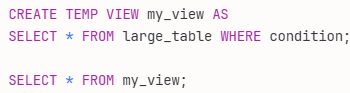 CREATE TEMP VIEW my_view AS
SELECT * FROM large_table WHERE condition;
SELECT * FROM my_view;